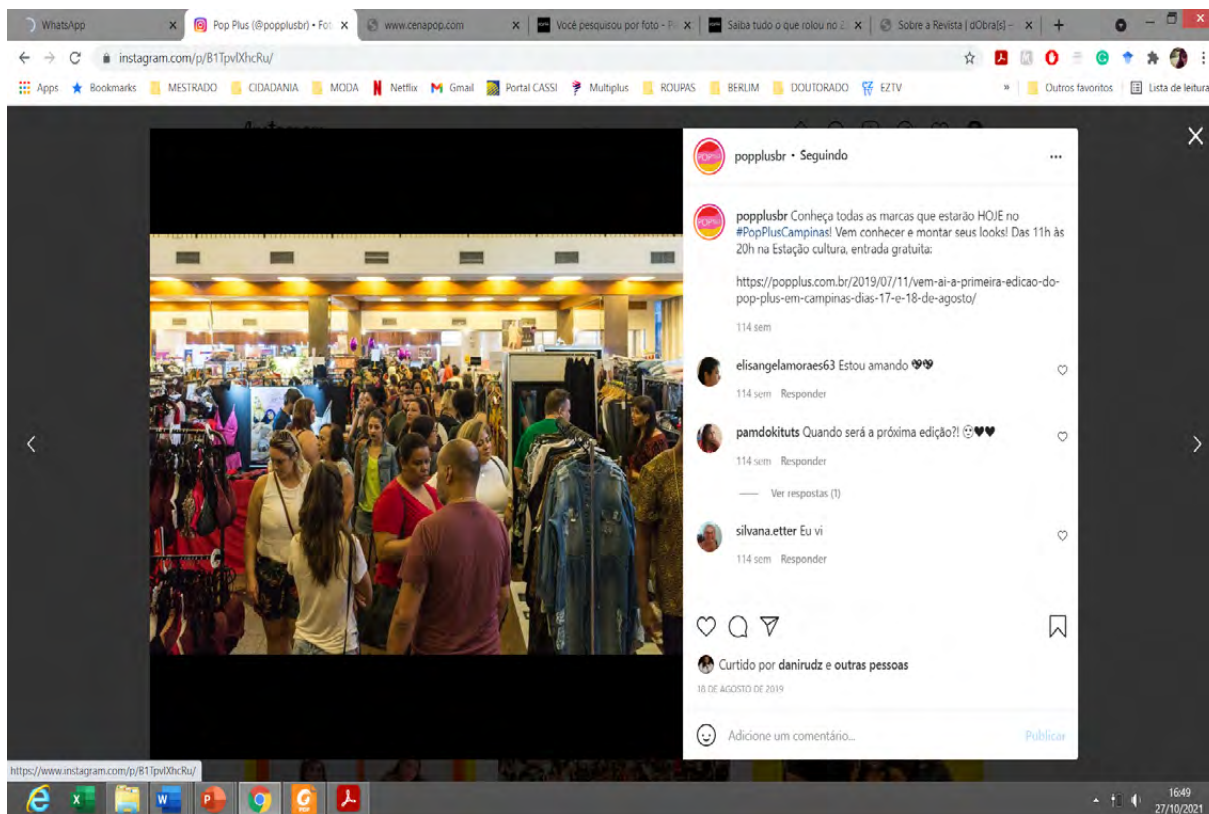 WhatsApp
Pop Plus (@popplusbr) • Fot
www.cenapop.com
Você pesquisou por foto - P
Saiba tudo o que rolou no
Sobre a Revista | dObra[s] –
instagram.com/p/B1TpvlXhcRu/
Apps
Bookmarks
MESTRADO
CIDADANIA
MODA
Netflix
Gmail
Portal CASSI
Multiplus
ROUPAS
BERLIM
DOUTORADO
EZTV
»
Outros favoritos
Lista de leitura
popplusbr • Seguindo
popplusbr Conheça todas as marcas que estarão HOJE no
#PopPlusCampinas! Vem conhecer e montar seus looks! Das 11h às
20h na Estação cultura, entrada gratuita:
https://popplus.com.br/2019/07/11/vem-ai-a-primeira-edicao-do-
pop-plus-em-campinas-dias-17-e-18-de-agosto/
114 sem
elisangelamoraes63 Estou amando 💖💖
114 sem Responder
pamdokituts Quando será a próxima edição?! 🙂🖤🖤
114 sem Responder
Ver respostas (1)
silvana.etter Eu vi
114 sem Responder
Curtido por danirudz e outras pessoas
18 DE AGOSTO DE 2019
Adicione um comentário...
Publicar
https://www.instagram.com/p/B1TpvlXhcRu/
16:49
27/10/2021